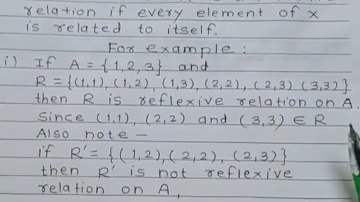 relation if every element of x
is related to itself.
For example :
i) If A = {1,2,3} and
R = {(1,1), (1,2), (1,3), (2,2), (2,3) (3,3)}
then R is reflexive relation on A.
Since (1,1), (2,2) and (3,3) ∈ R
Also note –
if R' = {(1,2), (2,2), (2,3)}
then R' is not reflexive
relation on A,